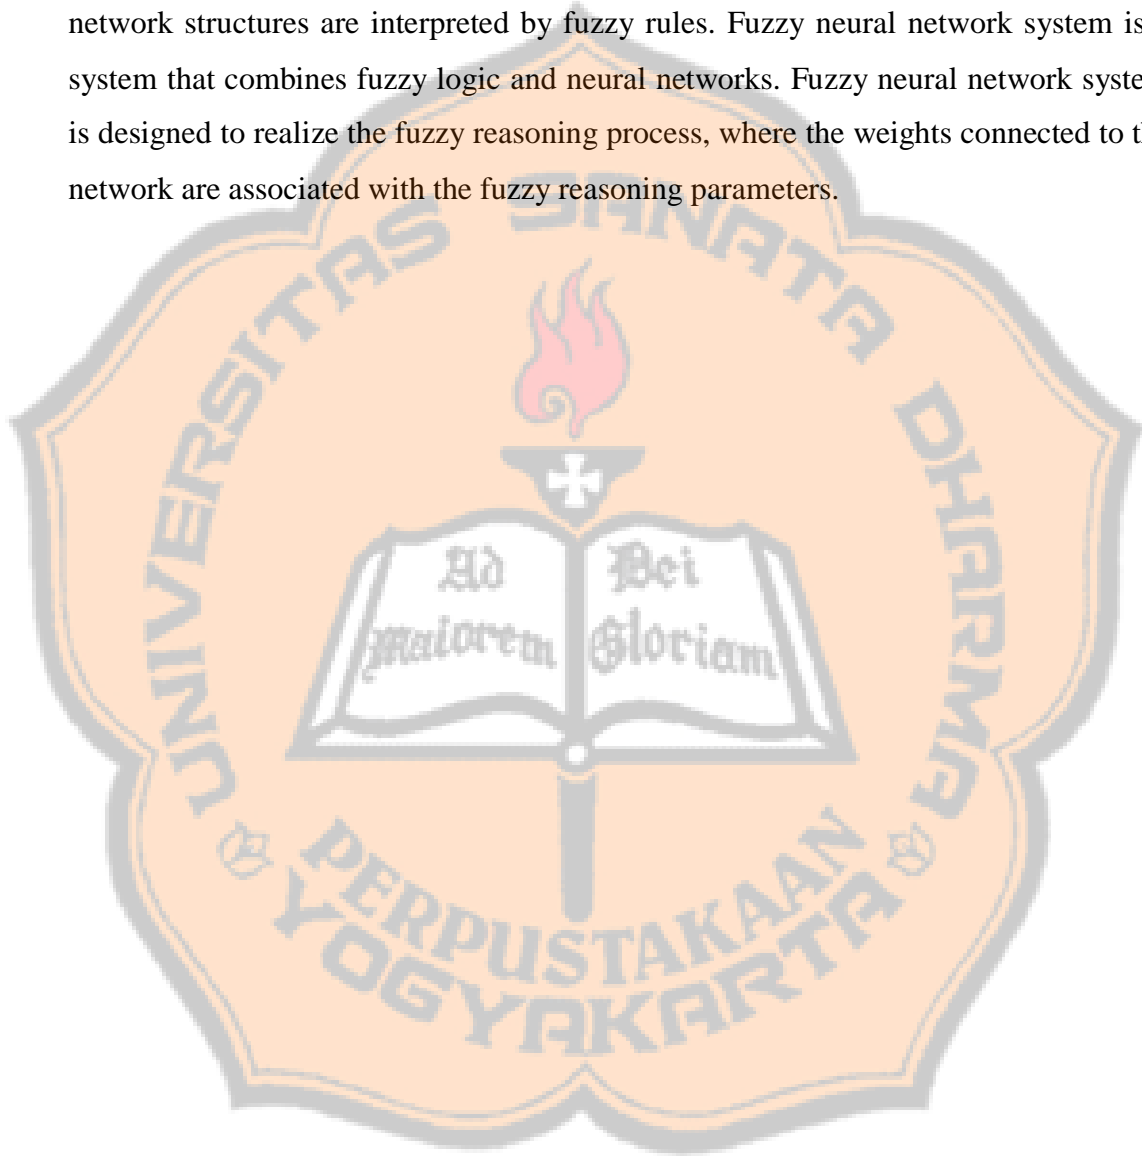 network structures are interpreted by fuzzy rules. Fuzzy neural network system is
system that combines fuzzy logic and neural networks. Fuzzy neural network syste
is designed to realize the fuzzy reasoning process, where the weights connected to t
network are associated with the fuzzy reasoning parameters.
UNIVERSITAS SANATA DHARMA
Ad Dei
maiorem Gloriam
PERPUSTAKAAN
YOGYAKARTA